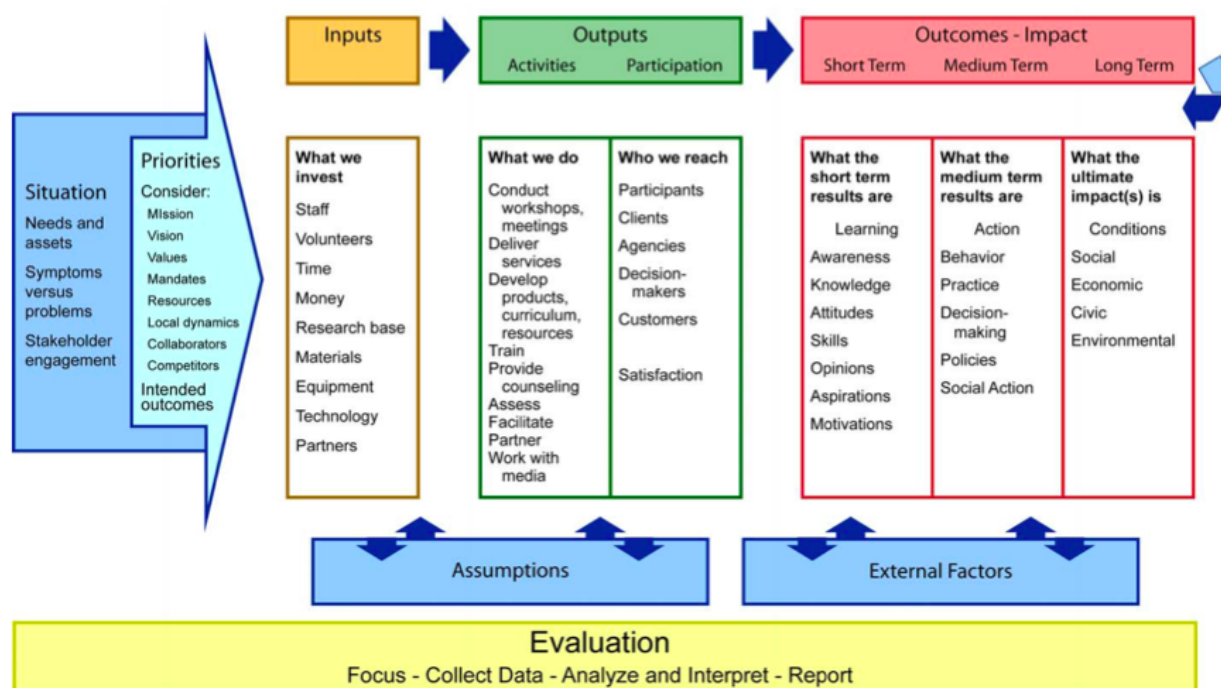 Inputs
Outputs
Activities
Participation
Outcomes - Impact
Short Term
Medium Term
Long Term
Situation
Needs and
assets
Symptoms
versus
problems
Stakeholder
engagement
Priorities
Consider:
MIssion
Vision
Values
Mandates
Resources
Local dynamics
Collaborators
Competitors
Intended
outcomes
What we
invest
Staff
Volunteers
Time
Money
Research base
Materials
Equipment
Technology
Partners
What we do
Conduct
workshops,
meetings
Deliver
services
Develop
products,
curriculum,
resources
Train
Provide
counseling
Assess
Facilitate
Partner
Work with
media
Who we reach
Participants
Clients
Agencies
Decision-
makers
Customers
Satisfaction
What the
short term
results are
Learning
Awareness
Knowledge
Attitudes
Skills
Opinions
Aspirations
Motivations
What the
medium term
results are
Action
Behavior
Practice
Decision-
making
Policies
Social Action
What the
ultimate
impact(s) is
Conditions
Social
Economic
Civic
Environmental
Assumptions
External Factors
Evaluation
Focus - Collect Data - Analyze and Interpret - Report